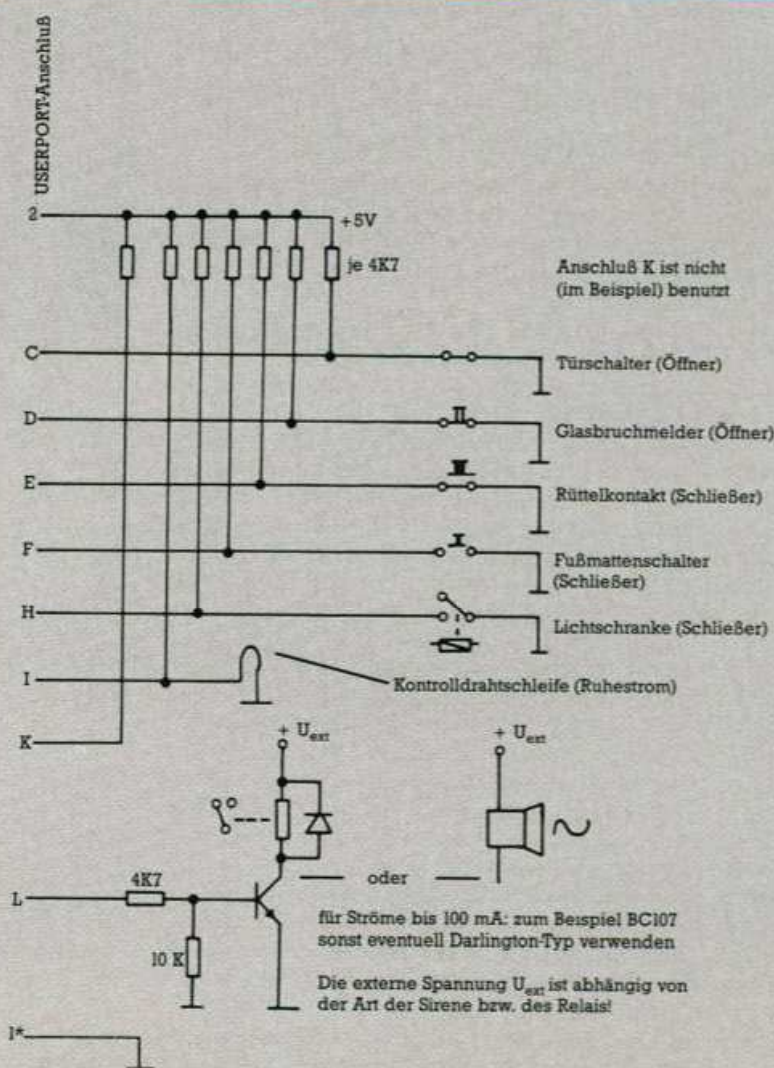 USERPORT-Anschluß
2
+5V
je 4K7
Anschluß K ist nicht
(im Beispiel) benutzt
C
Türschalter (Öffner)
D
Glasbruchmelder (Öffner)
E
Rüttelkontakt (Schließer)
F
Fußmattenschalter
(Schließer)
H
Lichtschranke (Schließer)
I
Kontrolldrahtschleife (Ruhestrom)
K
+ Uext
+ Uext
oder
L
4K7
10 K
für Ströme bis 100 mA: zum Beispiel BC107
sonst eventuell Darlington-Typ verwenden
Die externe Spannung Uext ist abhängig von
der Art der Sirene bzw. des Relais!
1*